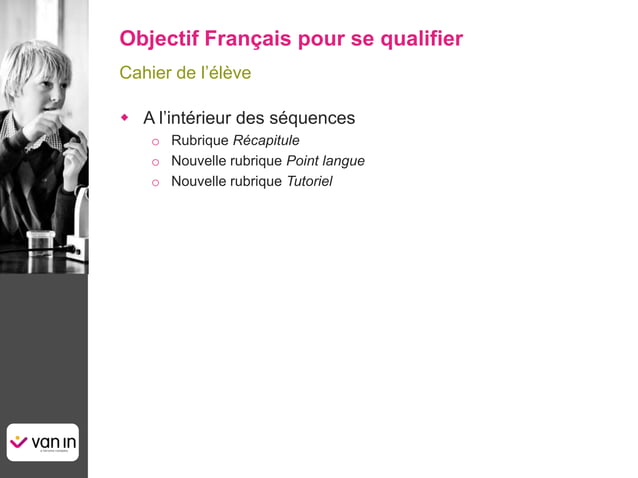 Objectif Français pour se qualifier
Cahier de l’élève
A l’intérieur des séquences
o Rubrique Récapitule
o Nouvelle rubrique Point langue
o Nouvelle rubrique Tutoriel
van in